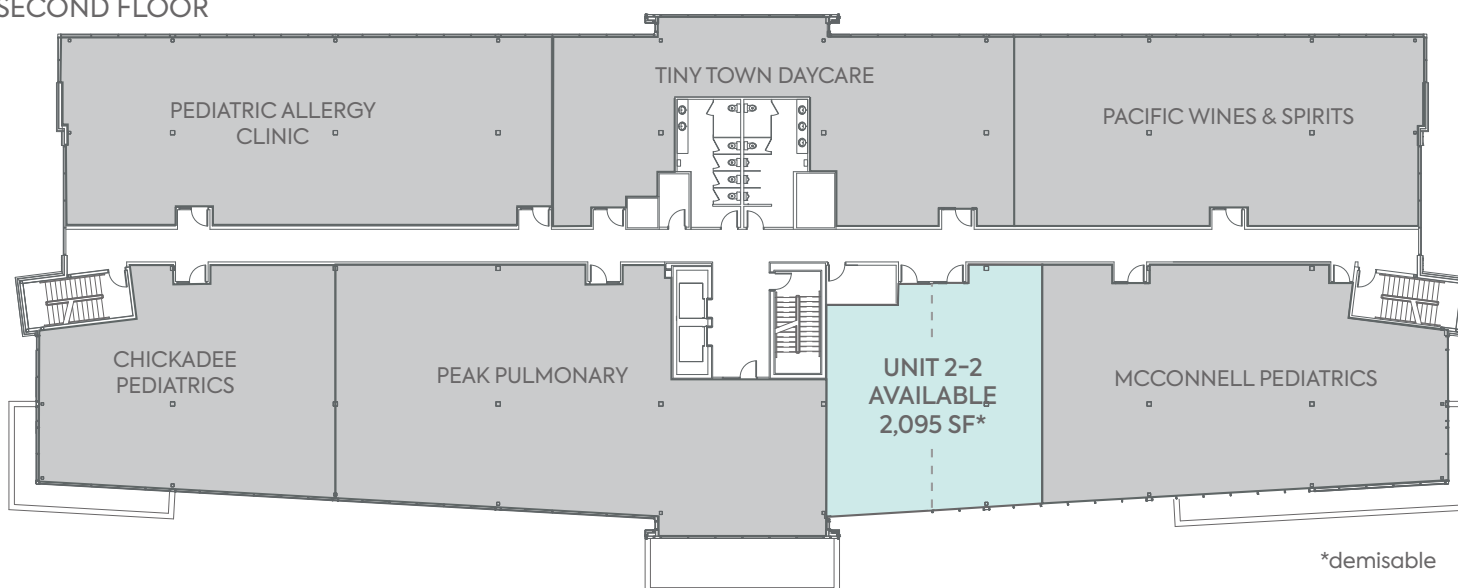 SECOND FLOOR
TINY TOWN DAYCARE
PEDIATRIC ALLERGY
CLINIC
PACIFIC WINES & SPIRITS
CHICKADEE
PEDIATRICS
PEAK PULMONARY
UNIT 2-2
AVAILABLE
2,095 SF*
MCCONNELL PEDIATRICS
*demisable